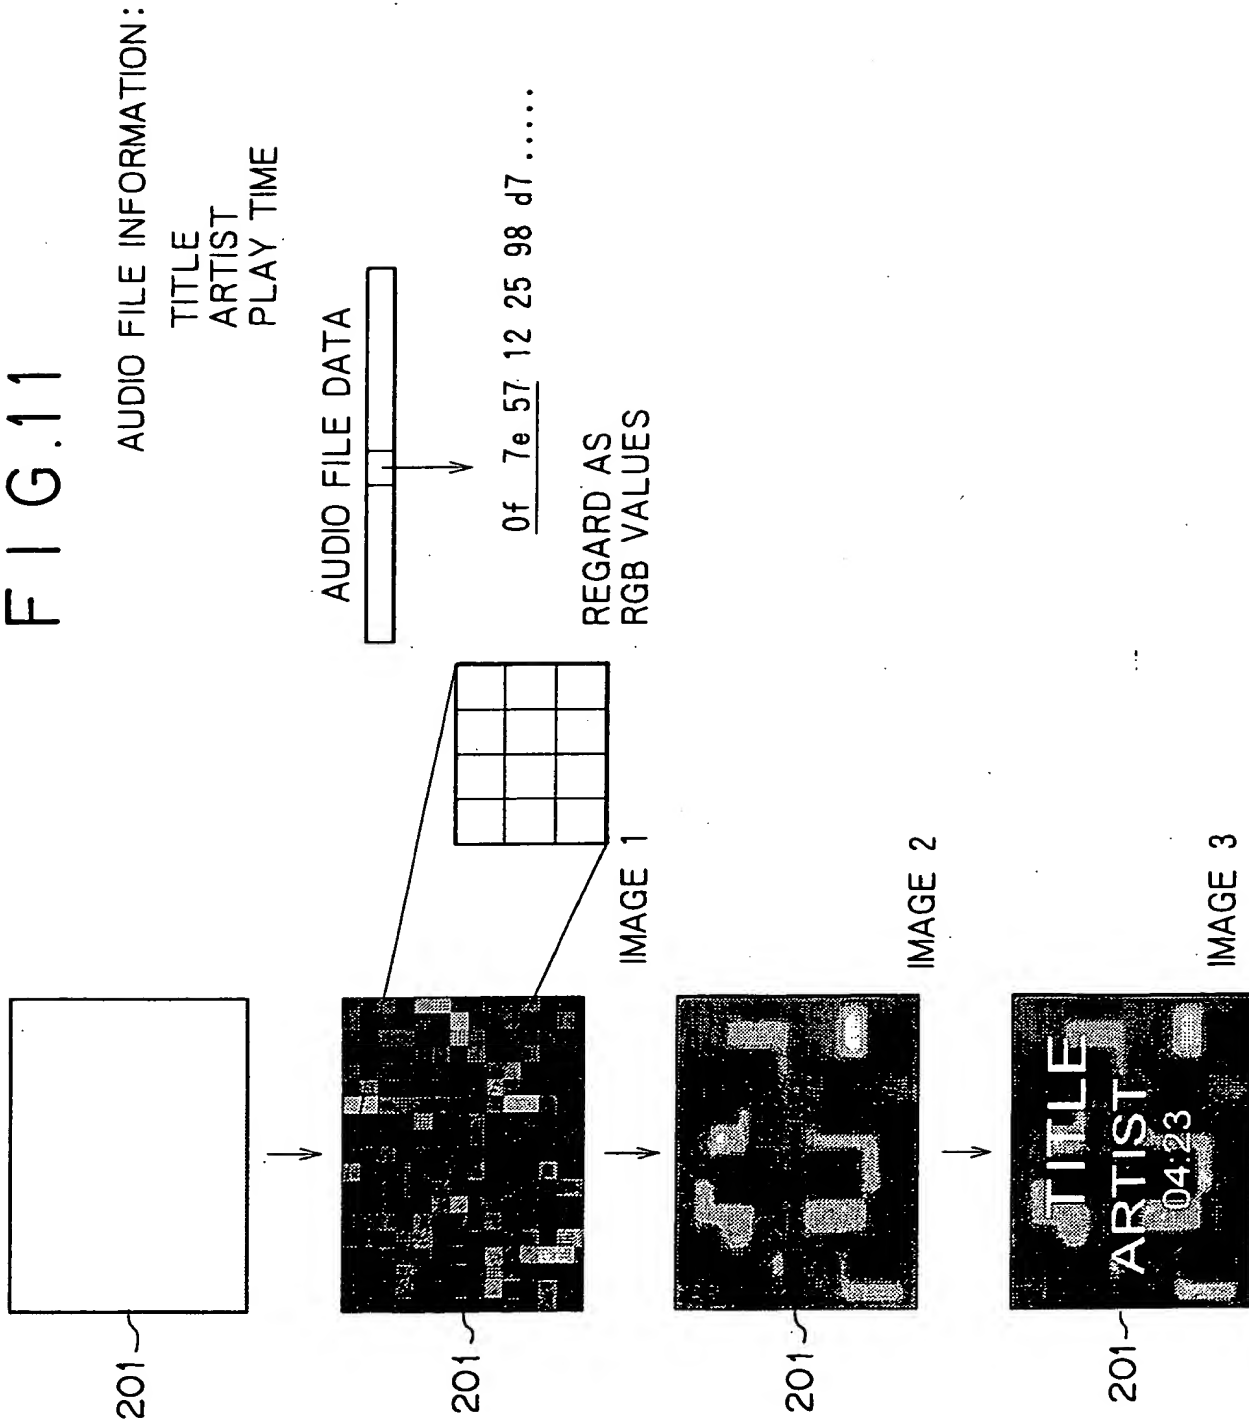 FIG.11
AUDIO FILE INFORMATION:
TITLE
ARTIST
PLAY TIME
AUDIO FILE DATA
0f 7e 57 12 25 98 d7 .....
REGARD AS
RGB VALUES
201
201
IMAGE 1
201
IMAGE 2
201
TITLE
ARTIST
04:23
IMAGE 3